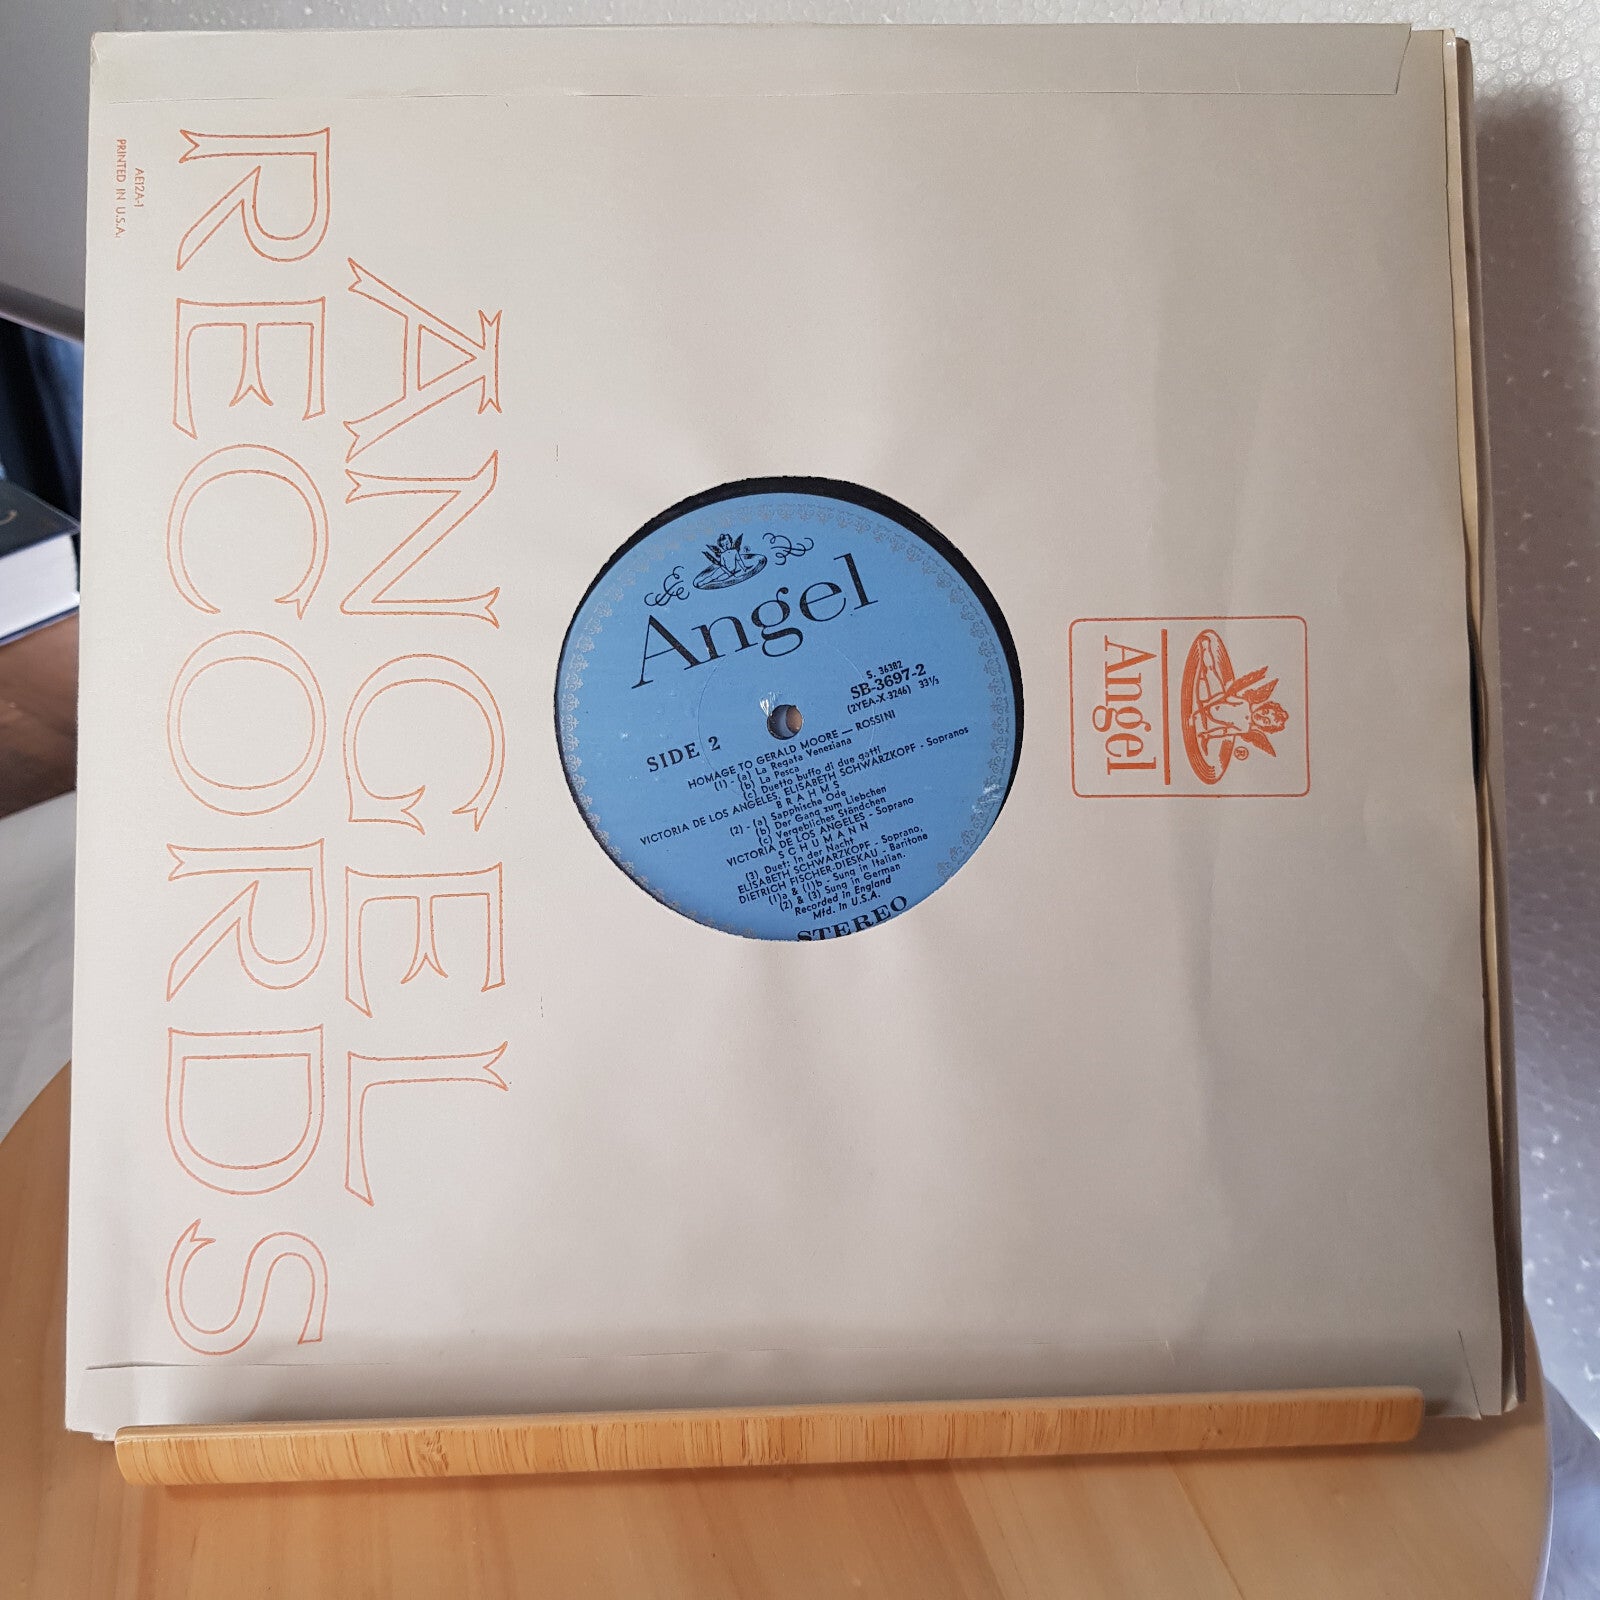 AE12A-1
PRINTED IN U.S.A.
ANGEL
RECORDS
Angel
S. 36382
SB-3697-2
(2YEA-X-3246) 33⅓
SIDE 2
HOMAGE TO GERALD MOORE — ROSSINI
(1) - (a) La Regata Veneziana
(b) La Pesca
(c) Duetto buffo di due gatti
VICTORIA DE LOS ANGELES, ELISABETH SCHWARZKOPF - Sopranos
BRAHMS
(2) - (a) Sapphische Ode
(b) Der Gang zum Liebchen
(c) Vergebliches Ständchen
VICTORIA DE LOS ANGELES - Soprano
SCHUMANN
(3) Duet: In der Nacht
ELISABETH SCHWARZKOPF - Soprano,
DIETRICH FISCHER-DIESKAU - Baritone
(1)a & (1)b - Sung in Italian.
(2) & (3) Sung in German
Recorded in England
Mfd. In U.S.A.
STEREO
Angel